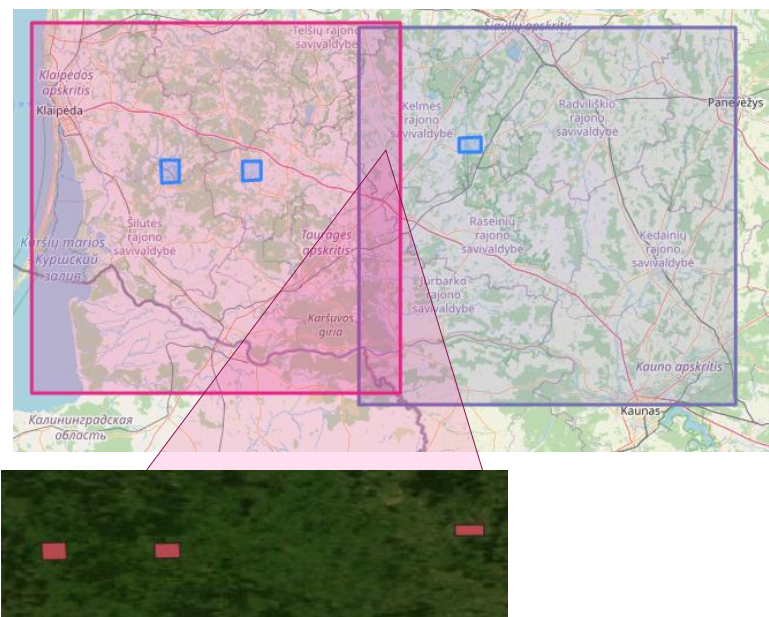 Šiaulių apskritis
Telšių rajono
savivaldybė
Klaipėdos
apskritis
Klaipėda
Kelmės
rajono
savivaldybė
Radviliškio
rajono
savivaldybė
Panevėžys
Šilutės
rajono
savivaldybė
Tauragės
apskritis
Raseinių
rajono
savivaldybė
Kėdainių
rajono
savivaldybė
Kuršių marios
- Куршский
залив
Jurbarko
rajono
savivaldybė
Karšuvos
giria
Kauno apskritis
Kaunas
Калининградская
область